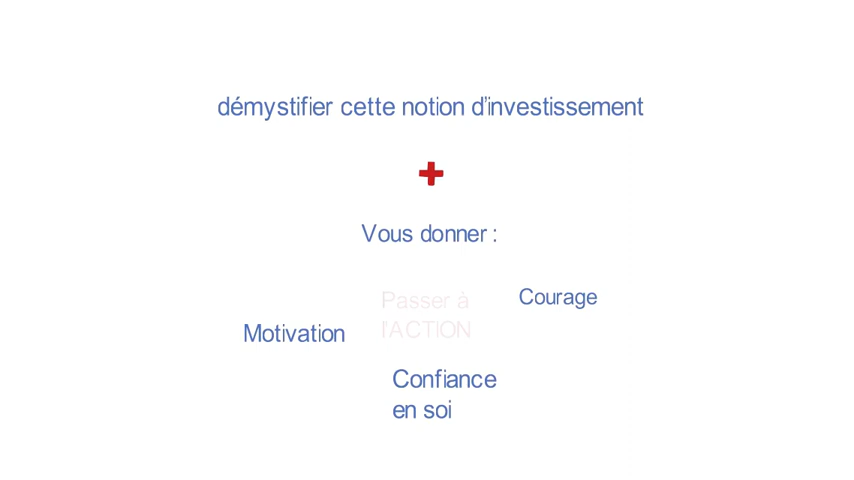 démystifier cette notion d'investissement
Vous donner :
Courage
Passer à
l'ACTION
Motivation
Confiance
en soi